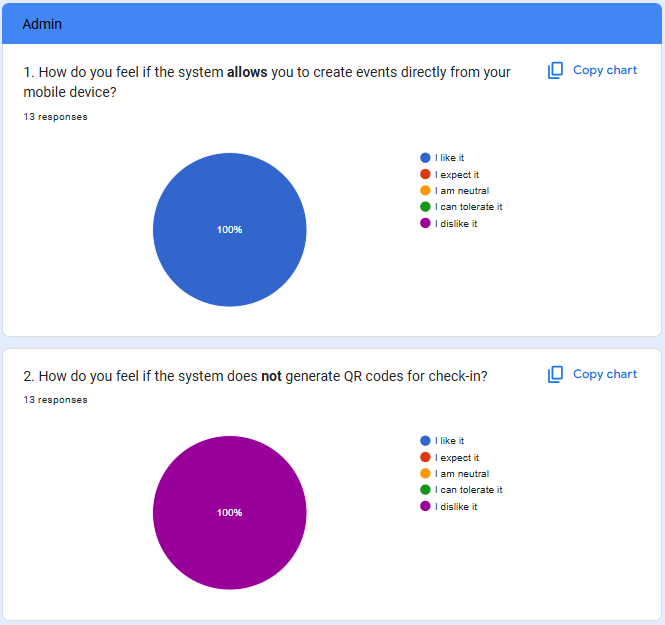 Admin
1. How do you feel if the system allows you to create events directly from your
mobile device?
Copy chart
13 responses
100%
I like it
I expect it
I am neutral
I can tolerate it
I dislike it
2. How do you feel if the system does not generate QR codes for check-in?
Copy chart
13 responses
100%
I like it
I expect it
I am neutral
I can tolerate it
I dislike it